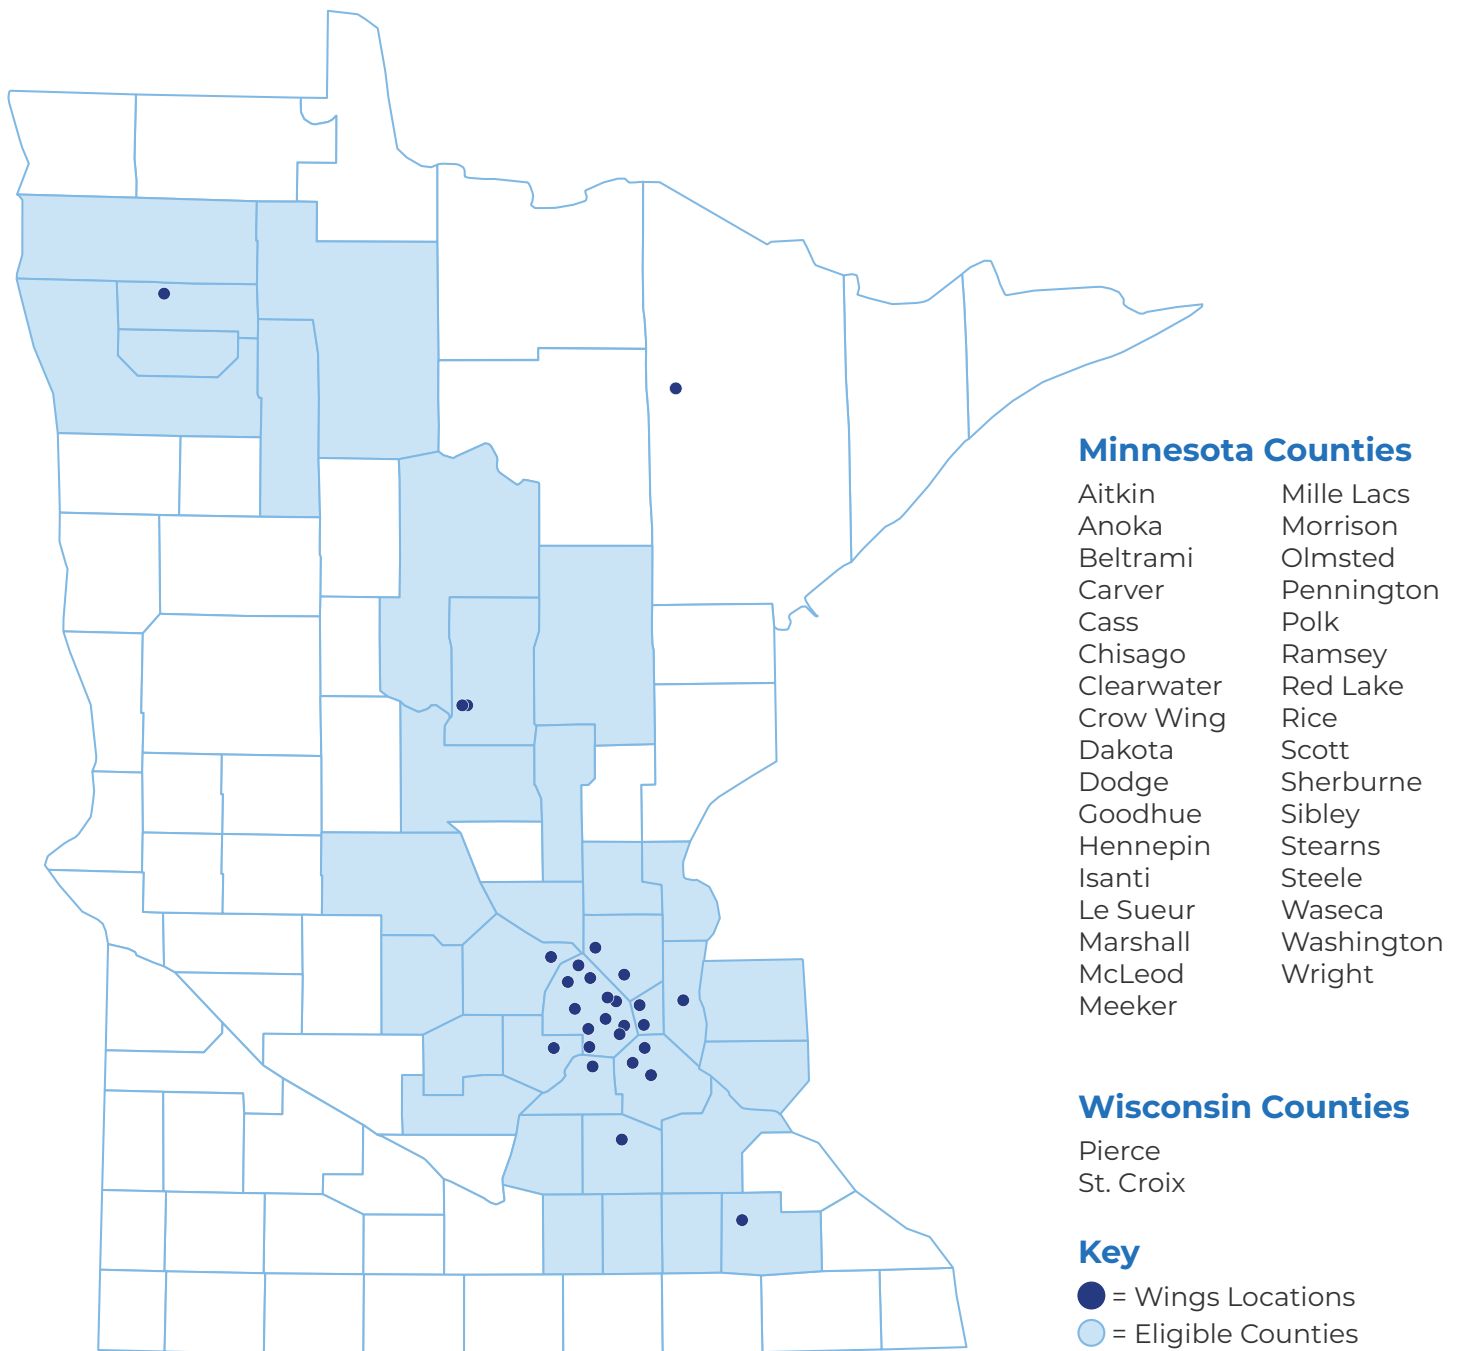 Minnesota Counties
Aitkin
Anoka
Beltrami
Carver
Cass
Chisago
Clearwater
Crow Wing
Dakota
Dodge
Goodhue
Hennepin
Isanti
Le Sueur
Marshall
McLeod
Meeker
Mille Lacs
Morrison
Olmsted
Pennington
Polk
Ramsey
Red Lake
Rice
Scott
Sherburne
Sibley
Stearns
Steele
Waseca
Washington
Wright
Wisconsin Counties
Pierce
St. Croix
Key
= Wings Locations
= Eligible Counties